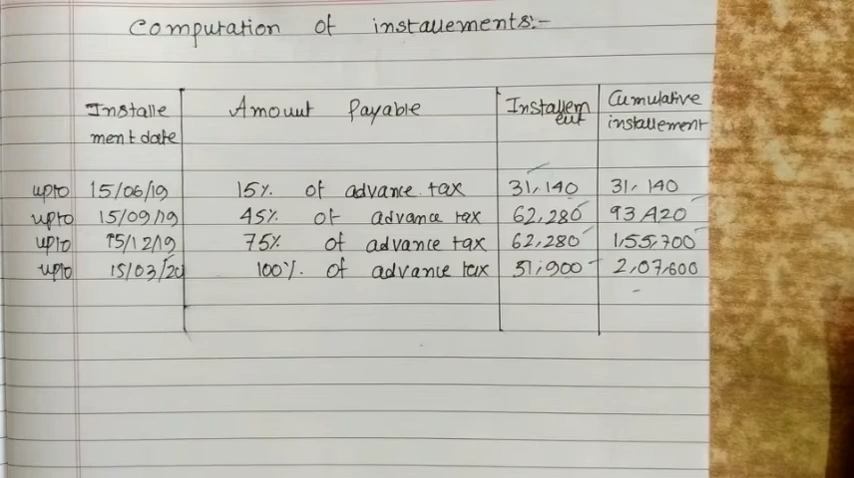 Computation of installements:-
Installe Amount Payable Installem Cumulative
ment date ent installement
upto 15/06/19 15% of advance tax 31,140 31,140
upto 15/09/19 45% of advance tax 62,280 93,420
upto 15/12/19 75% of advance tax 62,280 1,55,700
upto 15/03/20 100% of advance tax 51,900 2,07,600